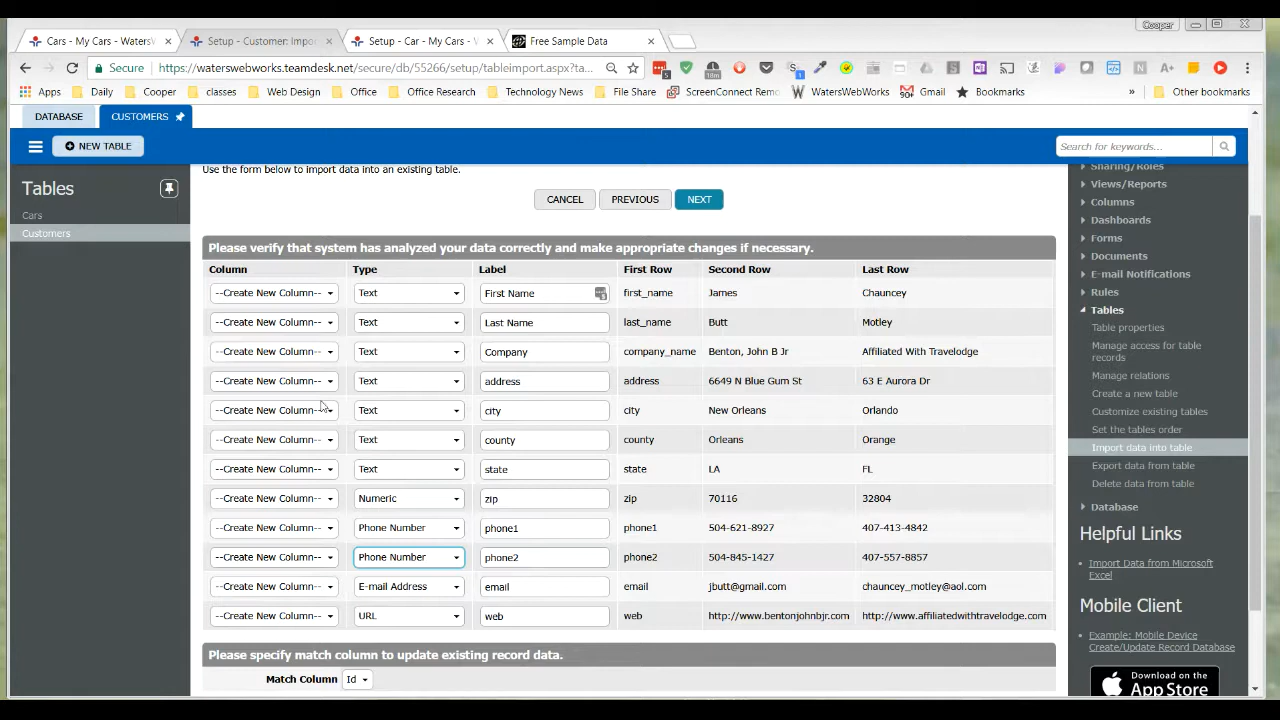 Cooper
Cars - My Cars - WatersW
Setup - Customer: Impor
Setup - Car - My Cars - W
Free Sample Data
Secure https://waterswebworks.teamdesk.net/secure/db/55266/setup/tableimport.aspx?ta...
Apps Daily Cooper classes Web Design Office Office Research Technology News File Share ScreenConnect Remo WatersWebWorks Gmail Bookmarks » Other bookmarks
DATABASE CUSTOMERS
NEW TABLE
Search for keywords...
Tables
Cars
Customers
Use the form below to import data into an existing table.
CANCEL PREVIOUS NEXT
Please verify that system has analyzed your data correctly and make appropriate changes if necessary.
Column Type Label First Row Second Row Last Row
--Create New Column-- Text First Name first_name James Chauncey
--Create New Column-- Text Last Name last_name Butt Motley
--Create New Column-- Text Company company_name Benton, John B Jr Affiliated With Travelodge
--Create New Column-- Text address address 6649 N Blue Gum St 63 E Aurora Dr
--Create New Column-- Text city city New Orleans Orlando
--Create New Column-- Text county county Orleans Orange
--Create New Column-- Text state state LA FL
--Create New Column-- Numeric zip zip 70116 32804
--Create New Column-- Phone Number phone1 phone1 504-621-8927 407-413-4842
--Create New Column-- Phone Number phone2 phone2 504-845-1427 407-557-8857
--Create New Column-- E-mail Address email email jbutt@gmail.com chauncey_motley@aol.com
--Create New Column-- URL web web http://www.bentonjohnbjr.com http://www.affiliatedwithtravelodge.com
Please specify match column to update existing record data.
Match Column Id
Sharing/Roles
Views/Reports
Columns
Dashboards
Forms
Documents
E-mail Notifications
Rules
Tables
Table properties
Manage access for table
records
Manage relations
Create a new table
Customize existing tables
Set the tables order
Import data into table
Export data from table
Delete data from table
Database
Helpful Links
Import Data from Microsoft
Excel
Mobile Client
Example: Mobile Device
Create/Update Record Database
Download on the
App Store